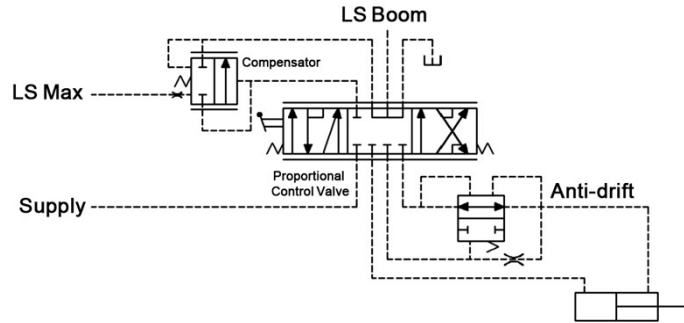 LS Boom
Compensator
LS Max
Proportional
Control Valve
Supply
Anti-drift